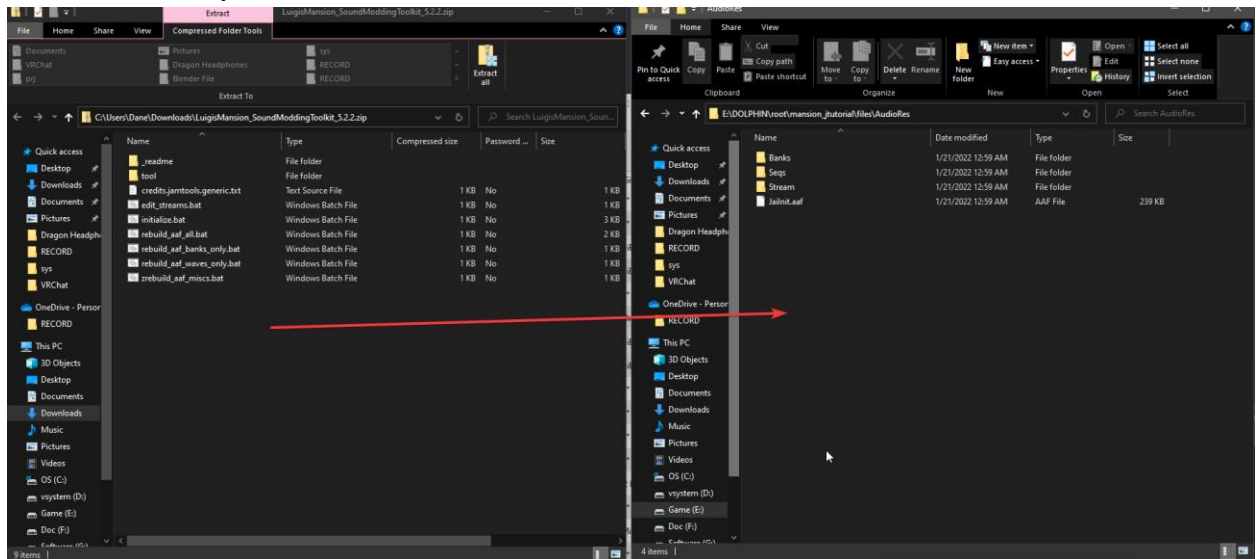 Extract
LuigisMansion_SoundModdingToolkit_5.2.2.zip
File
Home
Share
View
Compressed Folder Tools
Documents
Pictures
sys
VRChat
Dragon Headphones
RECORD
prj
Blender File
RECORD
Extract
all
Extract To
C:\Users\Dane\Downloads\LuigisMansion_SoundModdingToolkit_5.2.2.zip
Search LuigisMansion_Soun...
Name
Type
Compressed size
Password ...
Size
Quick access
Desktop
Downloads
Documents
Pictures
Dragon Headpho
RECORD
sys
VRChat
OneDrive - Person
RECORD
This PC
3D Objects
Desktop
Documents
Downloads
Music
Pictures
Videos
OS (C:)
vsystem (D:)
Game (E:)
Doc (F:)
Software (G:)
_readme
File folder
tool
File folder
credits.jamtools.generic.txt
Text Source File
1 KB
No
1 KB
edit_streams.bat
Windows Batch File
1 KB
No
1 KB
initialize.bat
Windows Batch File
1 KB
No
3 KB
rebuild_aaf_all.bat
Windows Batch File
1 KB
No
2 KB
rebuild_aaf_banks_only.bat
Windows Batch File
1 KB
No
1 KB
rebuild_aaf_waves_only.bat
Windows Batch File
1 KB
No
1 KB
zrebuild_aaf_miscs.bat
Windows Batch File
1 KB
No
1 KB
9 items
AudioRes
File
Home
Share
View
Pin to Quick
access
Copy
Paste
Cut
Copy path
Paste shortcut
Clipboard
Move
to
Copy
to
Delete
Rename
Organize
New
folder
New item
Easy access
New
Properties
Open
Edit
History
Open
Select all
Select none
Invert selection
Select
E:\DOLPHIN\root\mansion_jtutorial\files\AudioRes
Search AudioRes
Name
Date modified
Type
Size
Quick access
Desktop
Downloads
Documents
Pictures
Dragon Headpho
RECORD
sys
VRChat
OneDrive - Person
RECORD
This PC
3D Objects
Desktop
Documents
Downloads
Music
Pictures
Videos
OS (C:)
vsystem (D:)
Game (E:)
Doc (F:)
Software (G:)
Banks
1/21/2022 12:59 AM
File folder
Seqs
1/21/2022 12:59 AM
File folder
Stream
1/21/2022 12:59 AM
File folder
JaiInit.aaf
1/21/2022 12:59 AM
AAF File
239 KB
4 items